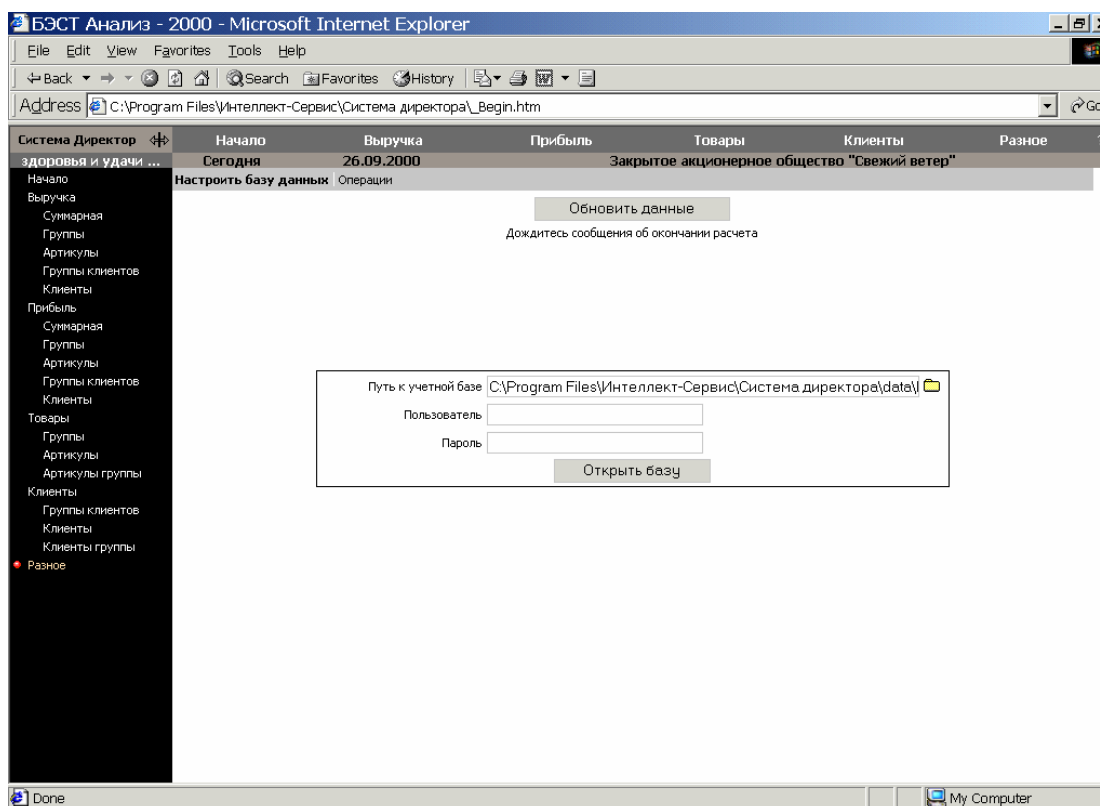 БЭСТ Анализ - 2000 - Microsoft Internet Explorer
File Edit View Favorites Tools Help
Back Search Favorites History
Address C:\Program Files\Интеллект-Сервис\Система директора\_Begin.htm Go
Система Директор Начало Выручка Прибыль Товары Клиенты Разное
здоровья и удачи ... Сегодня 26.09.2000 Закрытое акционерное общество "Свежий ветер"
Начало
Настроить базу данных Операции
Выручка
Суммарная
Группы
Артикулы
Группы клиентов
Клиенты
Прибыль
Суммарная
Группы
Артикулы
Группы клиентов
Клиенты
Товары
Группы
Артикулы
Артикулы группы
Клиенты
Группы клиентов
Клиенты
Клиенты группы
Разное
Обновить данные
Дождитесь сообщения об окончании расчета
Путь к учетной базе C:\Program Files\Интеллект-Сервис\Система директора\data\
Пользователь
Пароль
Открыть базу
Done My Computer